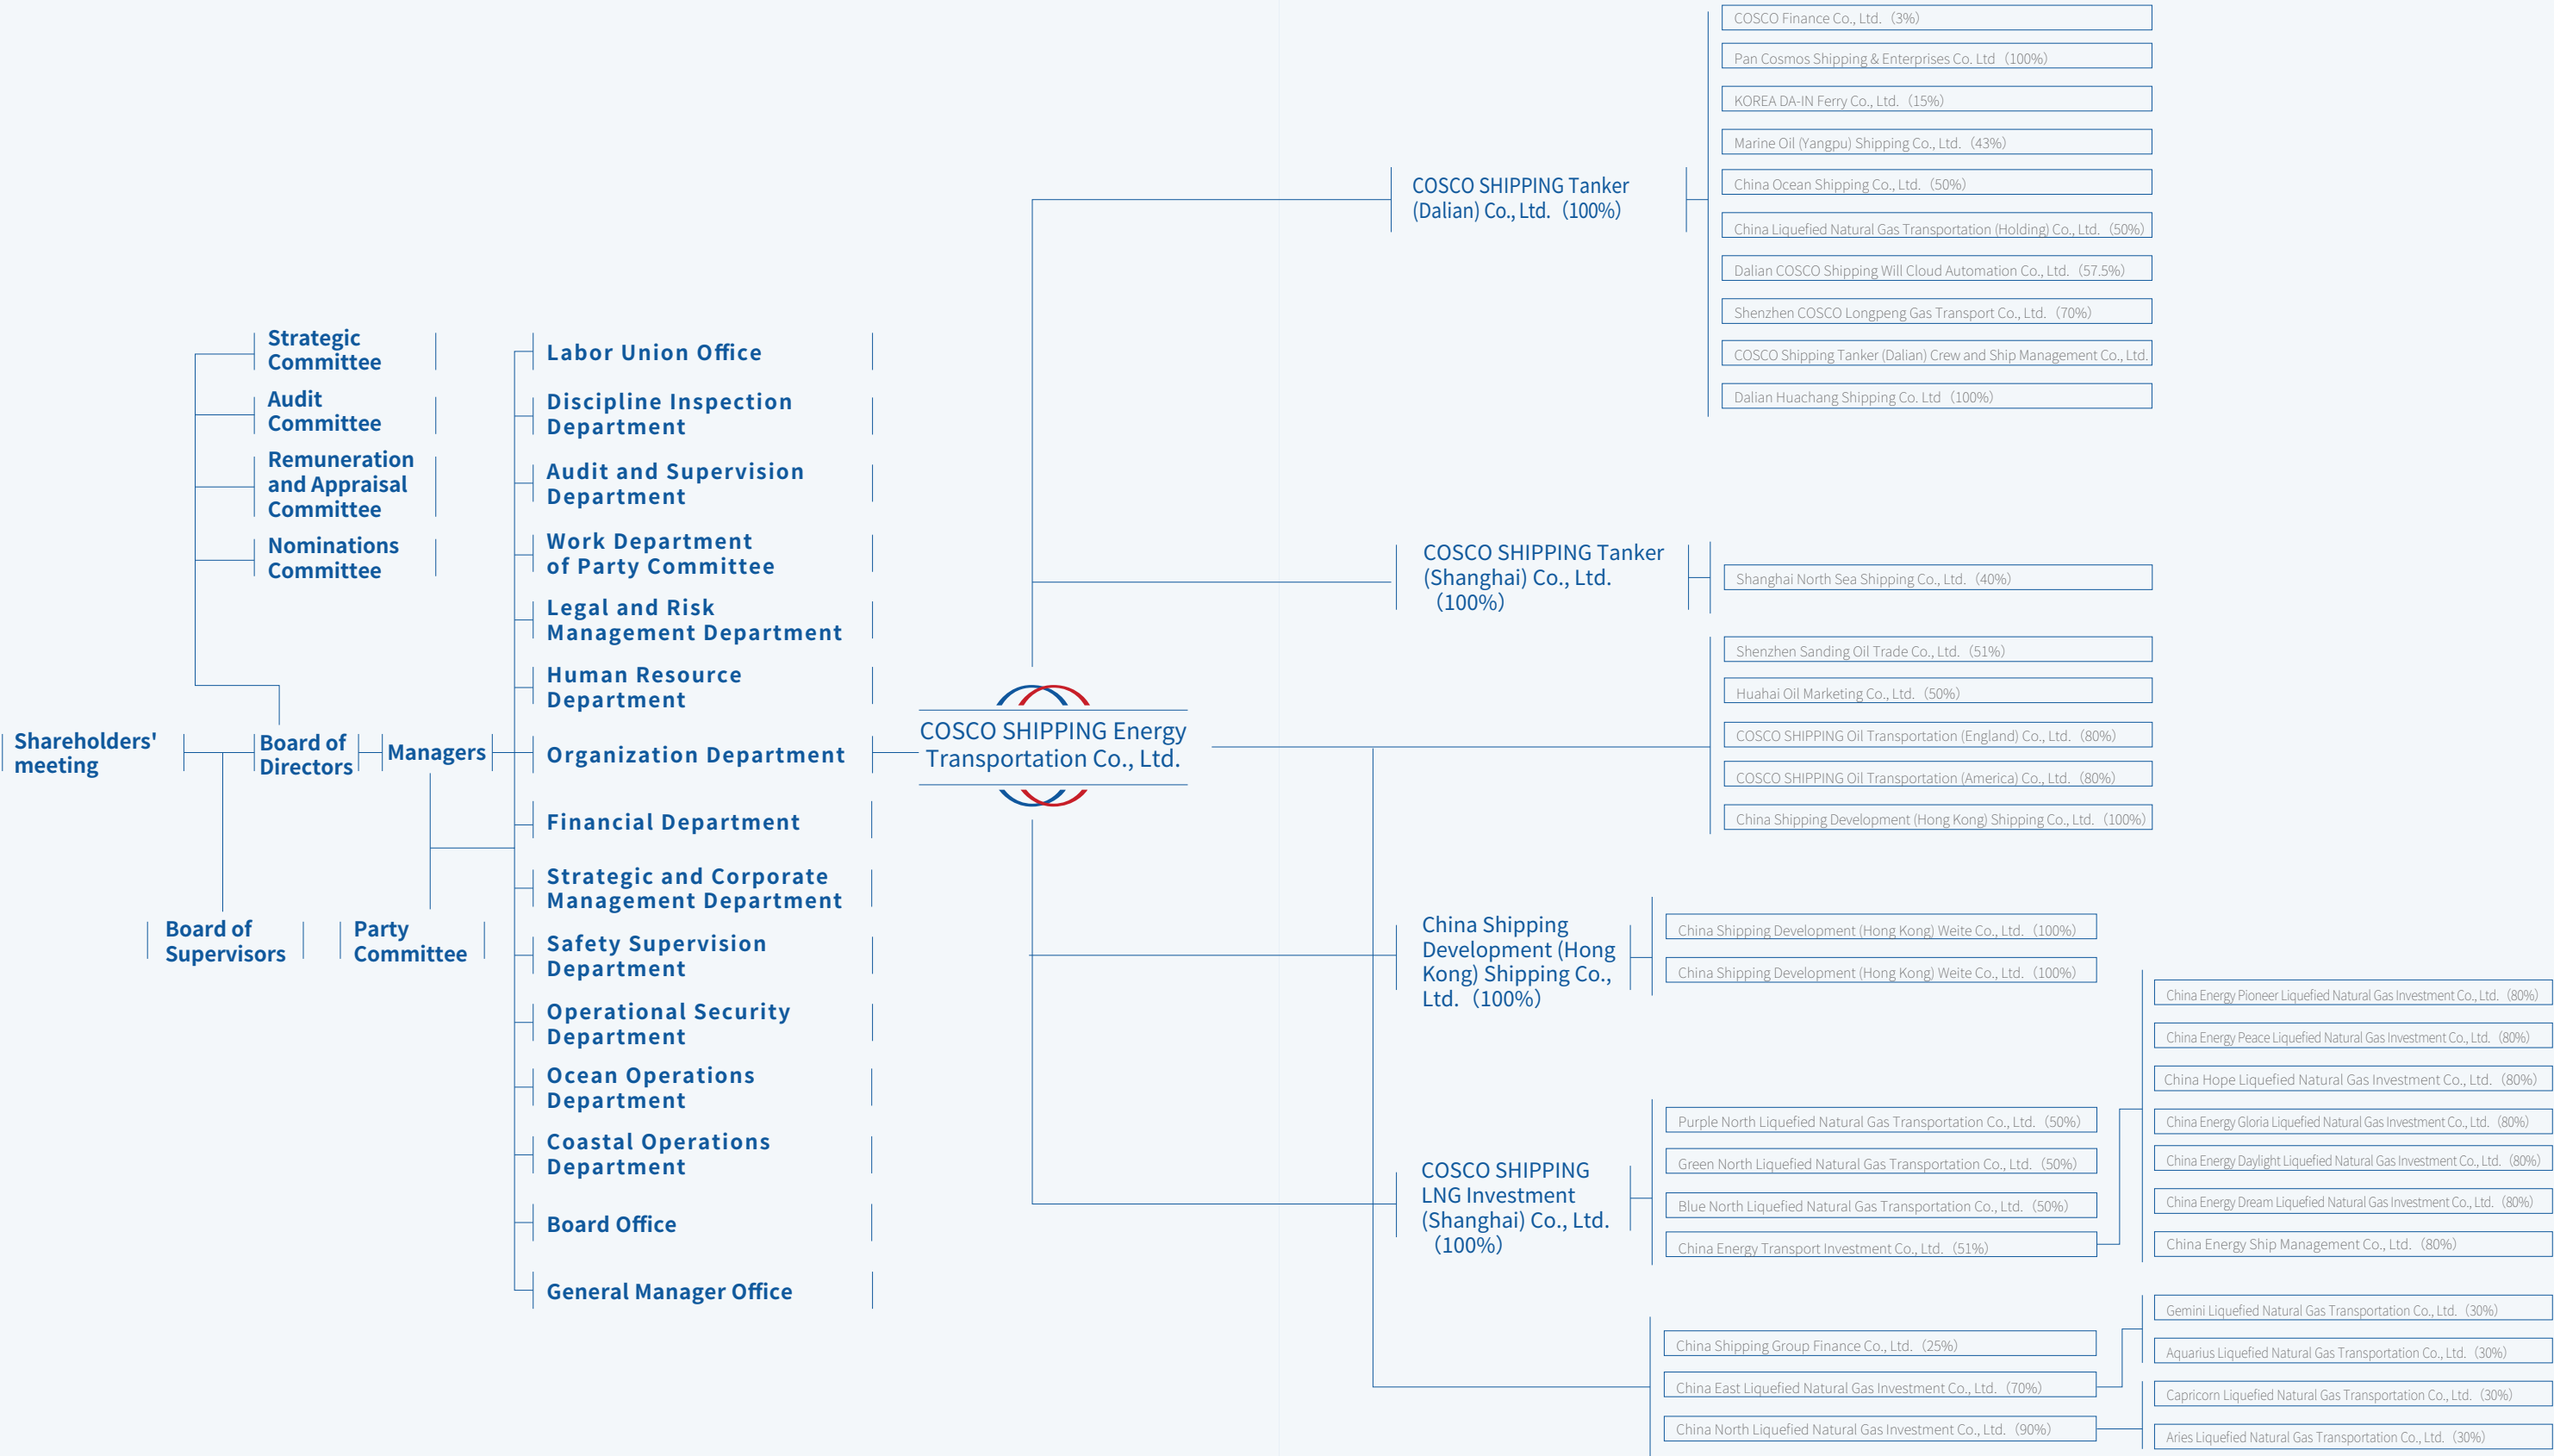 Shareholders'
meeting
Board of
Directors
Managers
Board of
Supervisors
Party
Committee
Strategic
Committee
Audit
Committee
Remuneration
and Appraisal
Committee
Nominations
Committee
Labor Union Office
Discipline Inspection
Department
Audit and Supervision
Department
Work Department
of Party Committee
Legal and Risk
Management Department
Human Resource
Department
Organization Department
Financial Department
Strategic and Corporate
Management Department
Safety Supervision
Department
Operational Security
Department
Ocean Operations
Department
Coastal Operations
Department
Board Office
General Manager Office
COSCO SHIPPING Energy
Transportation Co., Ltd.
COSCO SHIPPING Tanker
(Dalian) Co., Ltd.（100%）
COSCO Finance Co., Ltd.（3%）
Pan Cosmos Shipping & Enterprises Co. Ltd（100%）
KOREA DA-IN Ferry Co., Ltd.（15%）
Marine Oil (Yangpu) Shipping Co., Ltd.（43%）
China Ocean Shipping Co., Ltd.（50%）
China Liquefied Natural Gas Transportation (Holding) Co., Ltd.（50%）
Dalian COSCO Shipping Will Cloud Automation Co., Ltd.（57.5%）
Shenzhen COSCO Longpeng Gas Transport Co., Ltd.（70%）
COSCO Shipping Tanker (Dalian) Crew and Ship Management Co., Ltd.
Dalian Huachang Shipping Co. Ltd（100%）
COSCO SHIPPING Tanker
(Shanghai) Co., Ltd.
（100%）
Shanghai North Sea Shipping Co., Ltd.（40%）
Shenzhen Sanding Oil Trade Co., Ltd.（51%）
Huahai Oil Marketing Co., Ltd.（50%）
COSCO SHIPPING Oil Transportation (England) Co., Ltd.（80%）
COSCO SHIPPING Oil Transportation (America) Co., Ltd.（80%）
China Shipping Development (Hong Kong) Shipping Co., Ltd.（100%）
China Shipping
Development (Hong
Kong) Shipping Co.,
Ltd.（100%）
China Shipping Development (Hong Kong) Weite Co., Ltd.（100%）
China Shipping Development (Hong Kong) Weite Co., Ltd.（100%）
COSCO SHIPPING
LNG Investment
(Shanghai) Co., Ltd.
（100%）
Purple North Liquefied Natural Gas Transportation Co., Ltd.（50%）
Green North Liquefied Natural Gas Transportation Co., Ltd.（50%）
Blue North Liquefied Natural Gas Transportation Co., Ltd.（50%）
China Energy Transport Investment Co., Ltd.（51%）
China Energy Pioneer Liquefied Natural Gas Investment Co., Ltd.（80%）
China Energy Peace Liquefied Natural Gas Investment Co., Ltd.（80%）
China Hope Liquefied Natural Gas Investment Co., Ltd.（80%）
China Energy Gloria Liquefied Natural Gas Investment Co., Ltd.（80%）
China Energy Daylight Liquefied Natural Gas Investment Co., Ltd.（80%）
China Energy Dream Liquefied Natural Gas Investment Co., Ltd.（80%）
China Energy Ship Management Co., Ltd.（80%）
China Shipping Group Finance Co., Ltd.（25%）
China East Liquefied Natural Gas Investment Co., Ltd.（70%）
China North Liquefied Natural Gas Investment Co., Ltd.（90%）
Gemini Liquefied Natural Gas Transportation Co., Ltd.（30%）
Aquarius Liquefied Natural Gas Transportation Co., Ltd.（30%）
Capricorn Liquefied Natural Gas Transportation Co., Ltd.（30%）
Aries Liquefied Natural Gas Transportation Co., Ltd.（30%）